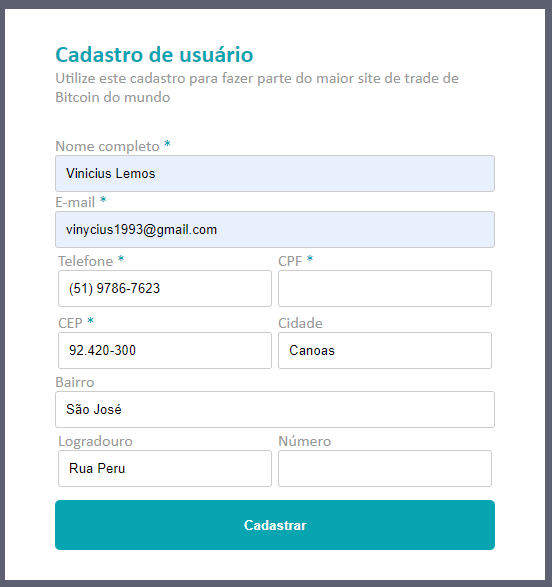 Cadastro de usuário
Utilize este cadastro para fazer parte do maior site de trade de
Bitcoin do mundo
Nome completo *
Vinicius Lemos
E-mail *
vinycius1993@gmail.com
Telefone * CPF *
(51) 9786-7623
CEP * Cidade
92.420-300 Canoas
Bairro
São José
Logradouro Número
Rua Peru
Cadastrar